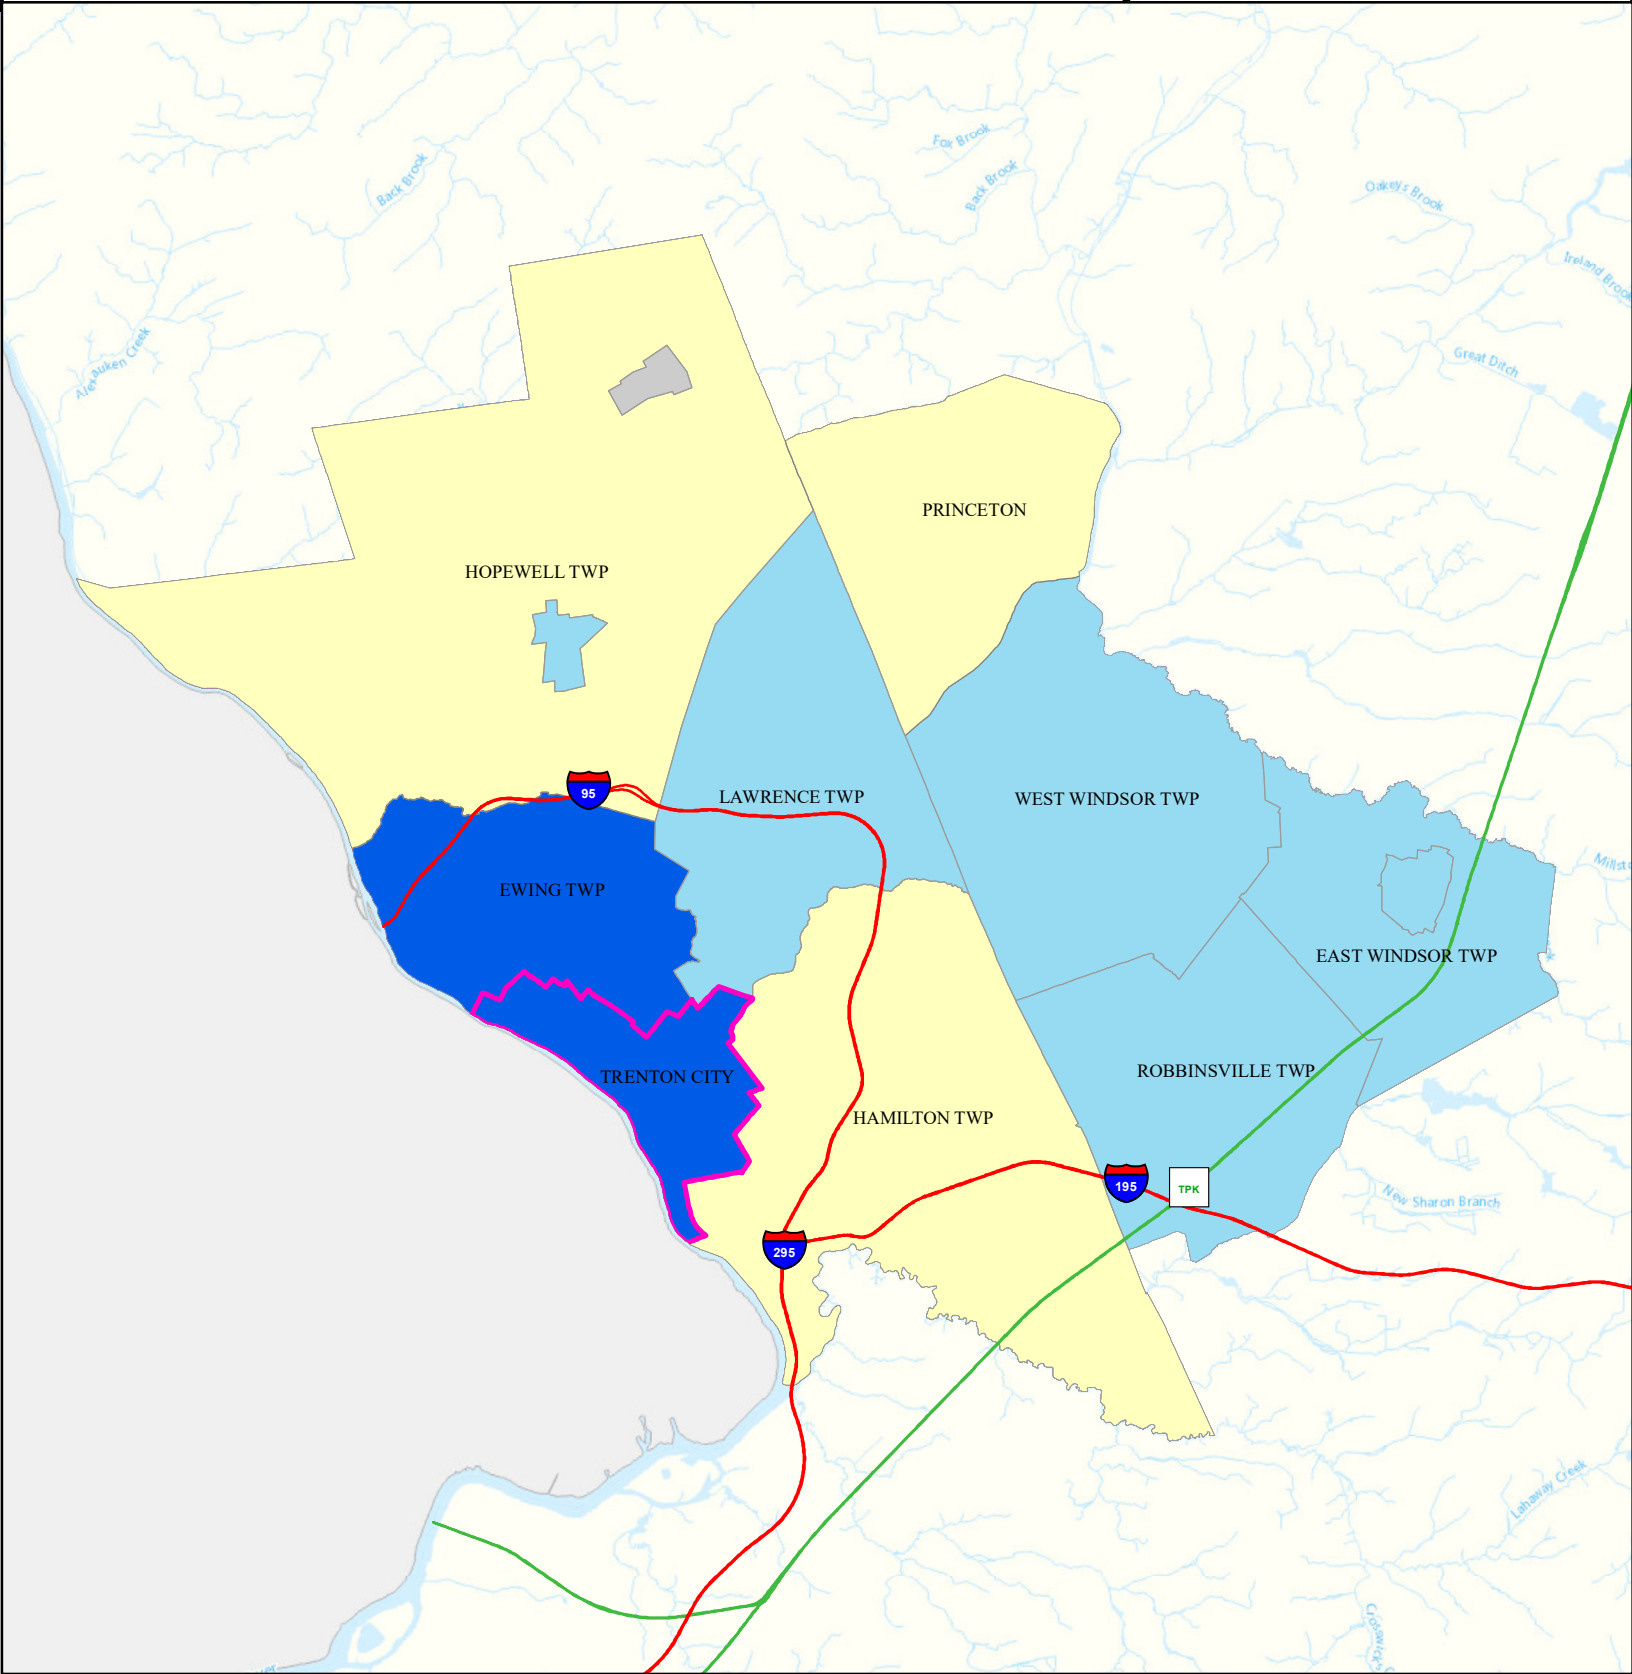 Fox Brook
Back Brook
Back Brook
Oakeys Brook
Ireland Brook
Alexauken Creek
Great Ditch
PRINCETON
HOPEWELL TWP
95
LAWRENCE TWP
WEST WINDSOR TWP
EWING TWP
EAST WINDSOR TWP
ROBBINSVILLE TWP
TRENTON CITY
HAMILTON TWP
195
TPK
New Sharon Branch
295
Lahaway Creek